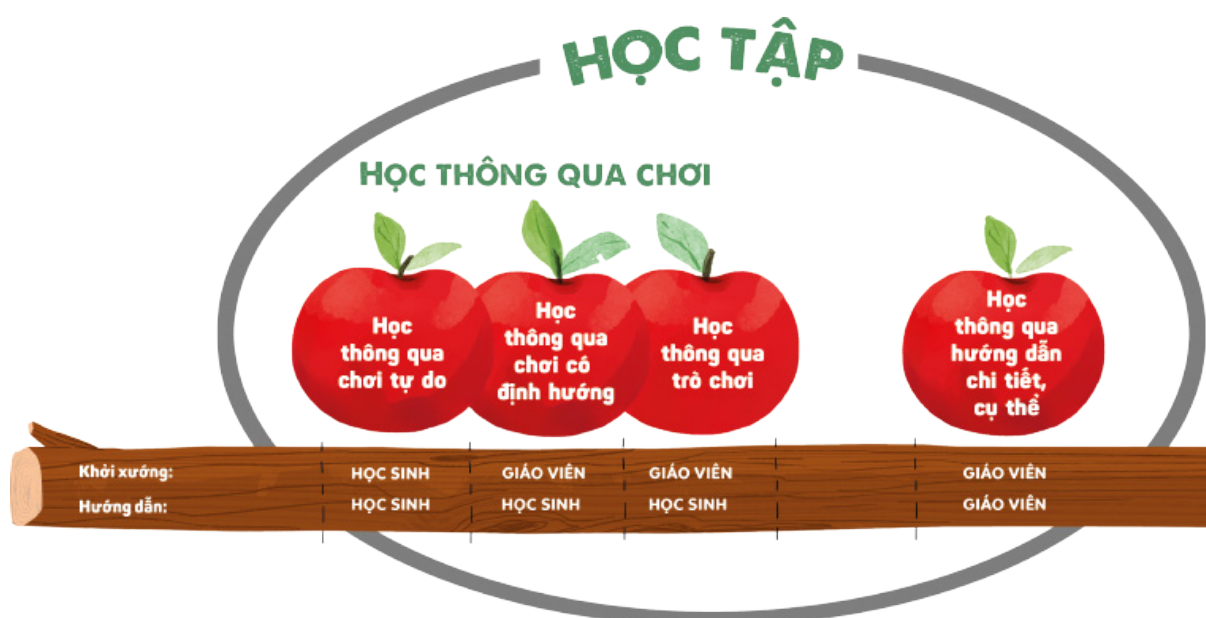 HỌC TẬP
HỌC THÔNG QUA CHƠI
Học
thông qua
chơi tự do
Học
thông qua
chơi có
định hướng
Học
thông qua
trò chơi
Học
thông qua
hướng dẫn
chi tiết,
cụ thể
Khởi xướng: HỌC SINH GIÁO VIÊN GIÁO VIÊN GIÁO VIÊN
Hướng dẫn: HỌC SINH HỌC SINH HỌC SINH GIÁO VIÊN